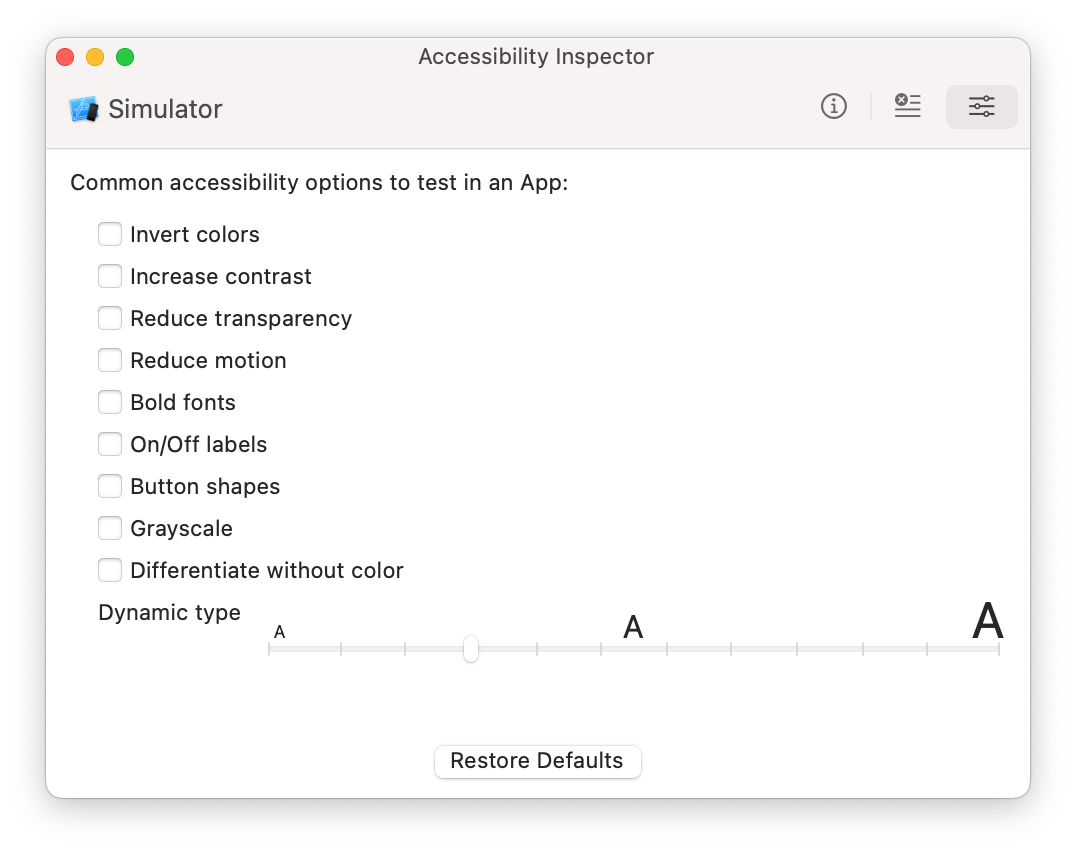 Accessibility Inspector
Simulator
Common accessibility options to test in an App:
Invert colors
Increase contrast
Reduce transparency
Reduce motion
Bold fonts
On/Off labels
Button shapes
Grayscale
Differentiate without color
Dynamic type
A A A
Restore Defaults